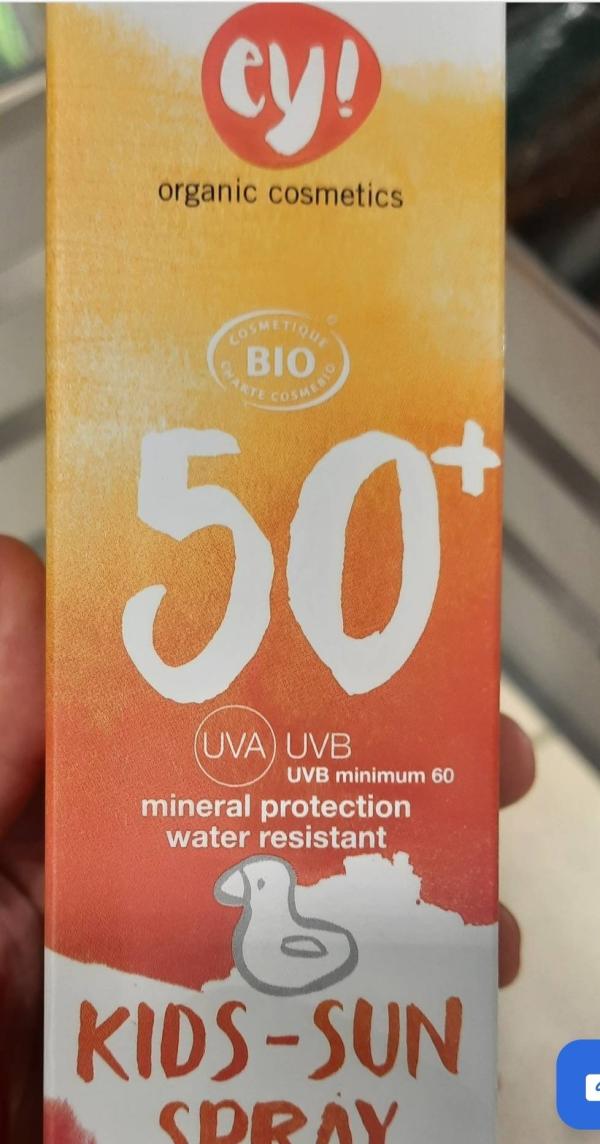 ey!
organic cosmetics
COSMETIQUE
BIO
CHARTE COSMEBIO
50+
UVA UVB
UVB minimum 60
mineral protection
water resistant
KIDS-SUN
SPRAY